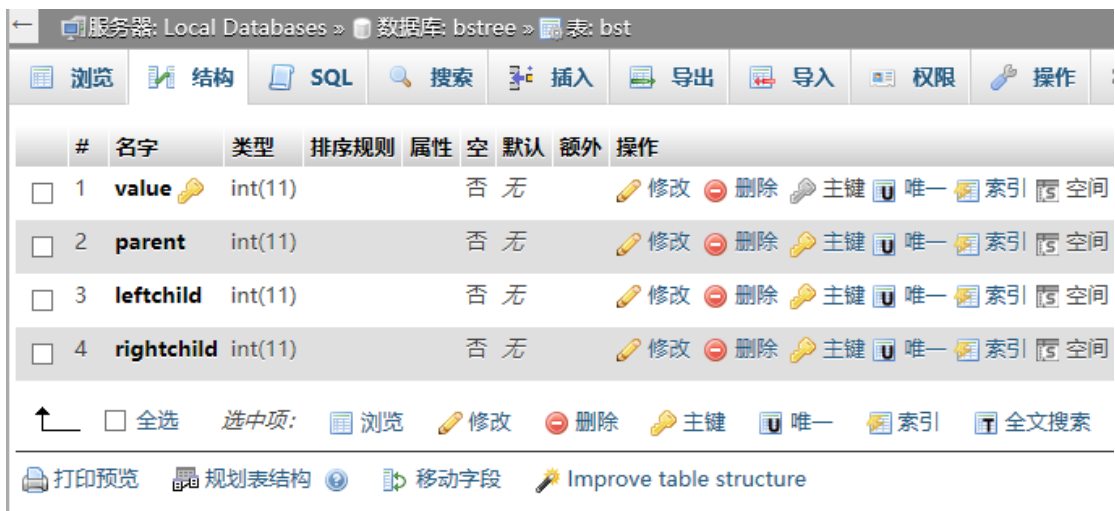 服务器: Local Databases » 数据库: bstree » 表: bst
浏览 结构 SQL 搜索 插入 导出 导入 权限 操作
# 名字 类型 排序规则 属性 空 默认 额外 操作
1 value int(11) 否 无 修改 删除 主键 唯一 索引 空间
2 parent int(11) 否 无 修改 删除 主键 唯一 索引 空间
3 leftchild int(11) 否 无 修改 删除 主键 唯一 索引 空间
4 rightchild int(11) 否 无 修改 删除 主键 唯一 索引 空间
全选 选中项: 浏览 修改 删除 主键 唯一 索引 全文搜索
打印预览 规划表结构 移动字段 Improve table structure